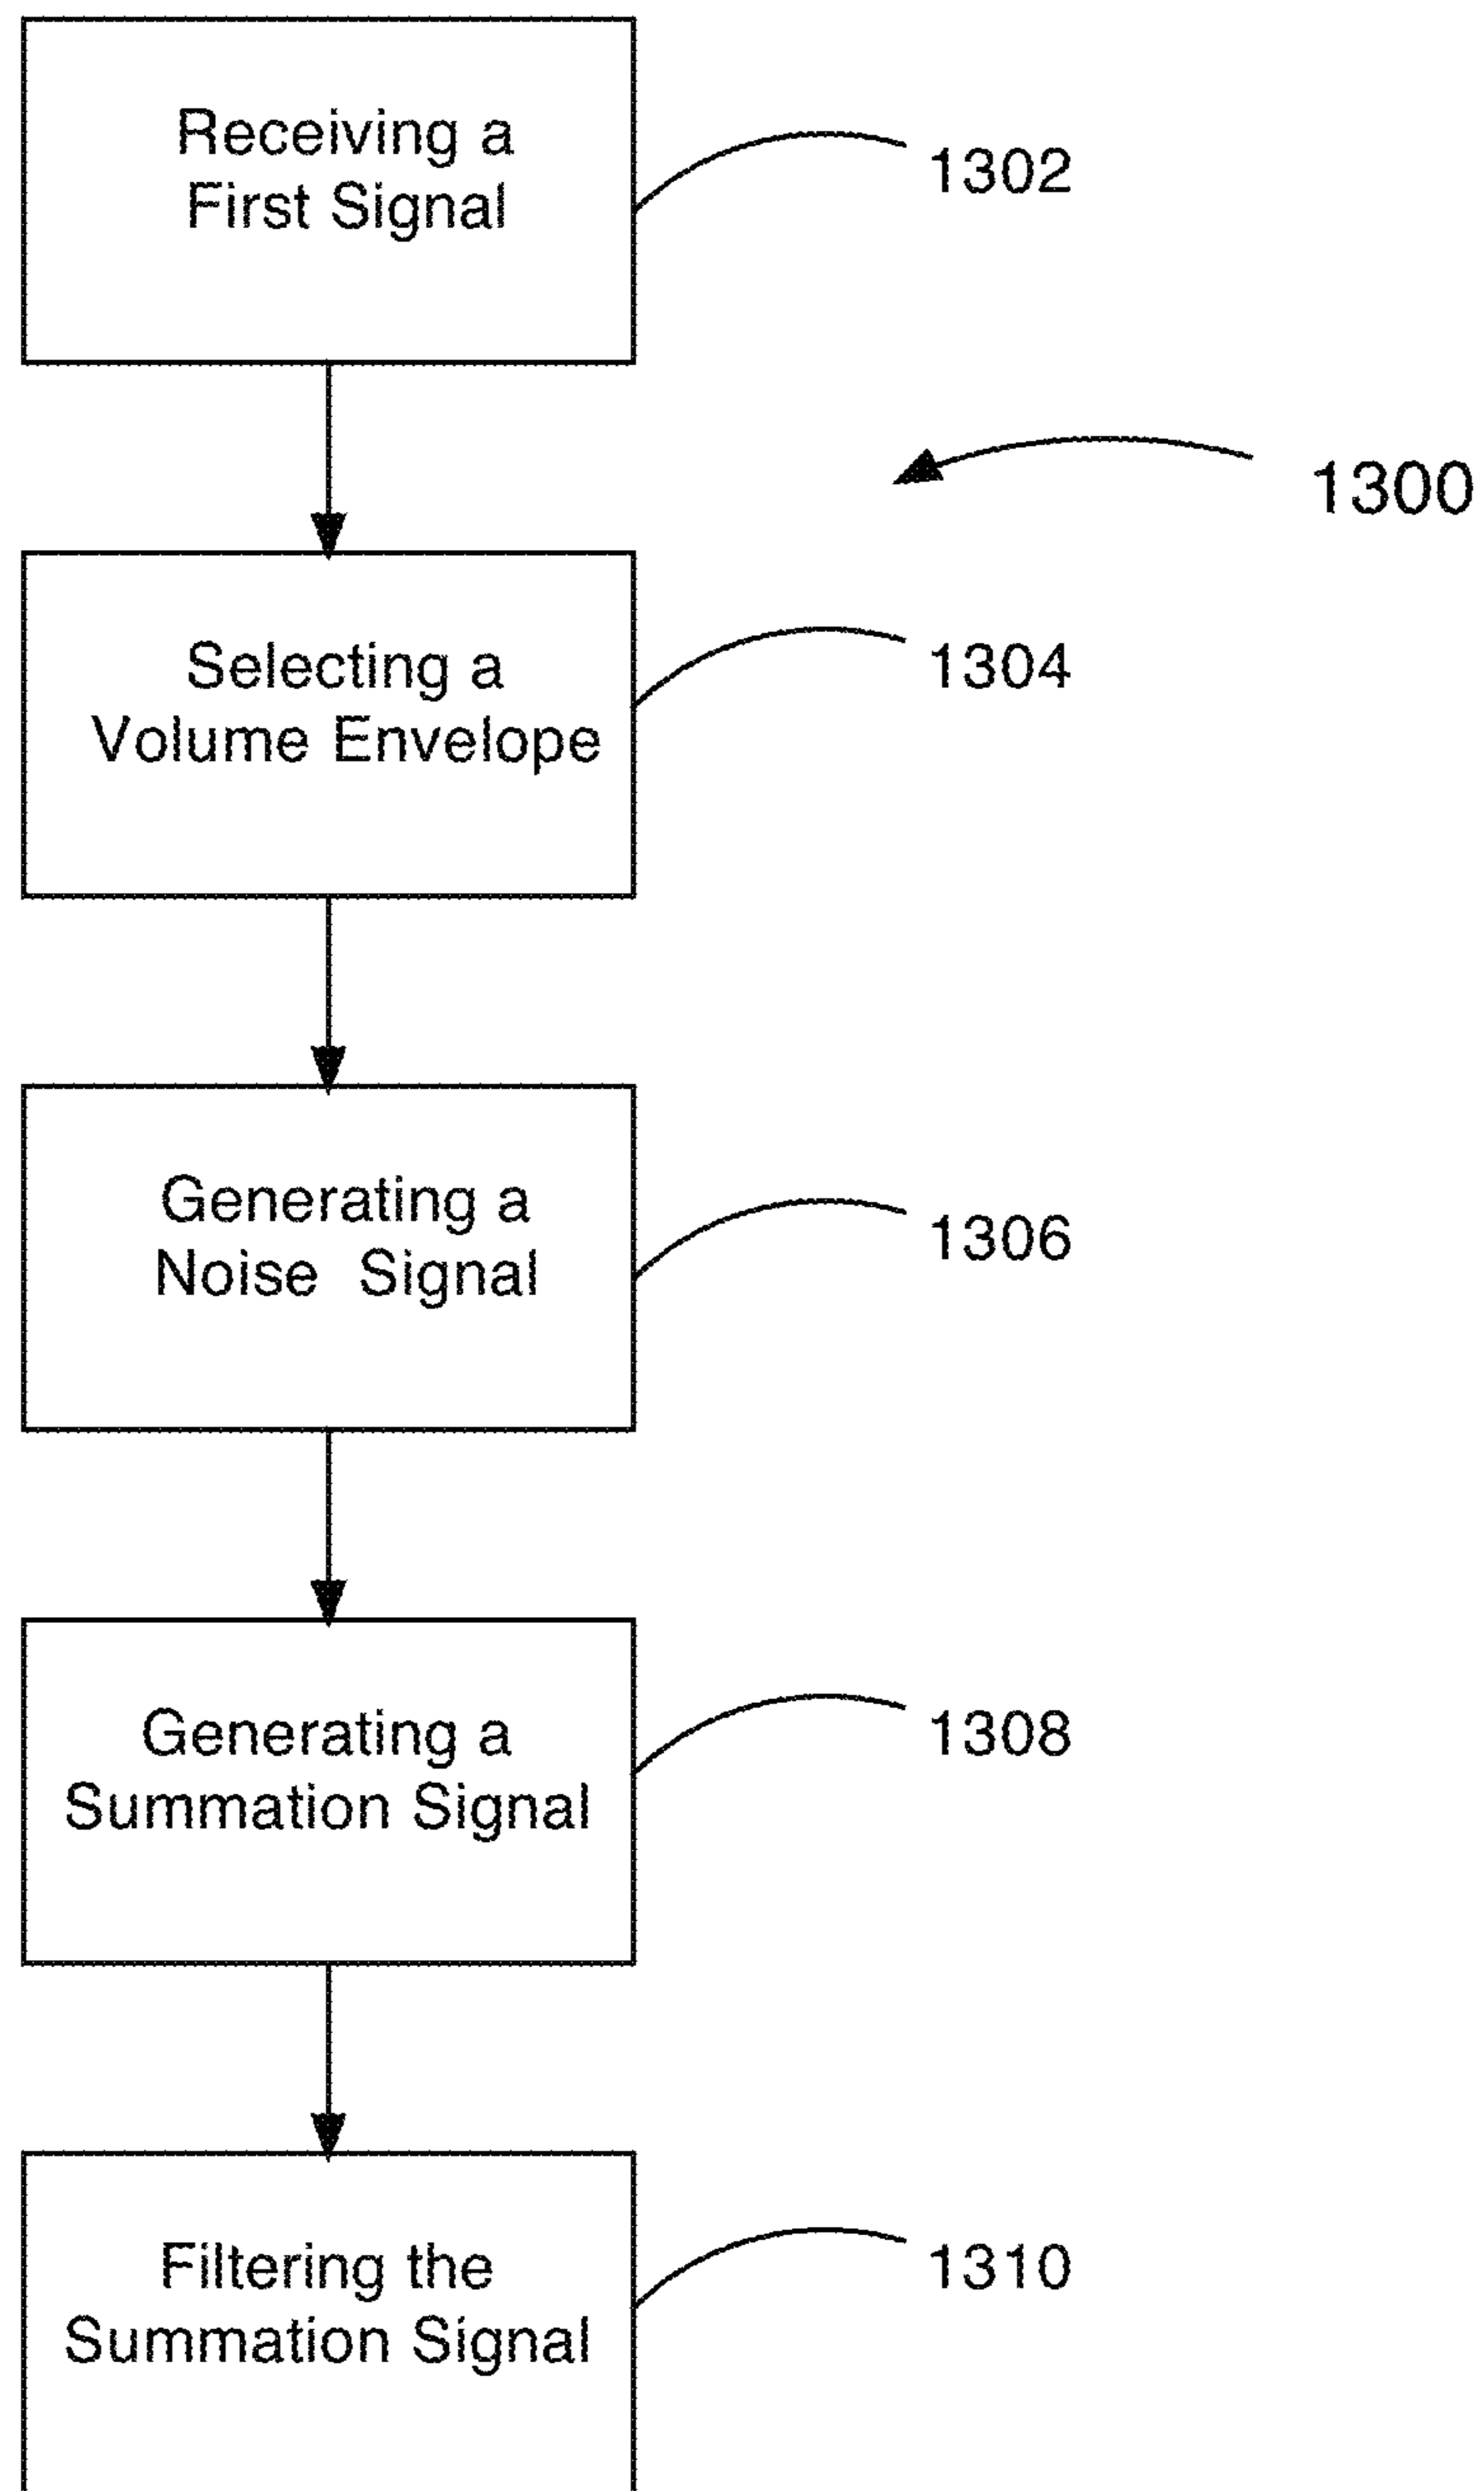 Receiving a
First Signal
1302
1300
Selecting a
Volume Envelope
1304
Generating a
Noise Signal
1306
Generating a
Summation Signal
1308
Filtering the
Summation Signal
1310